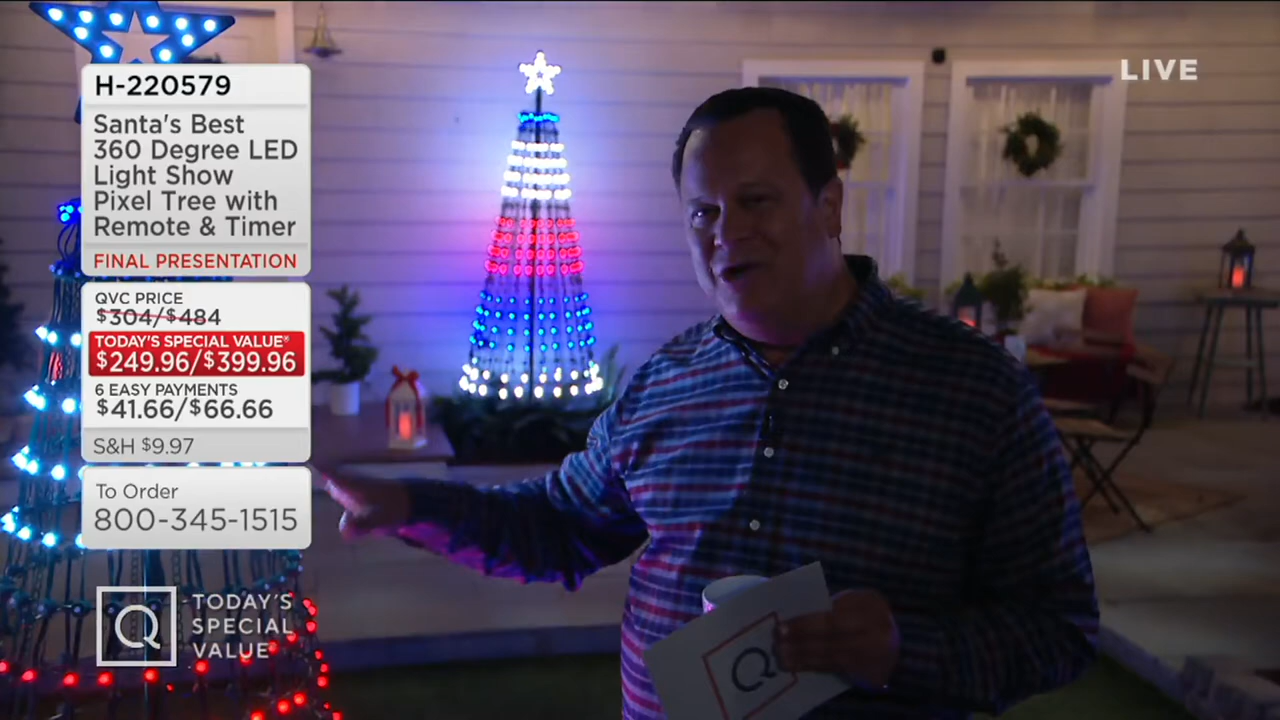 H-220579
Santa's Best
360 Degree LED
Light Show
Pixel Tree with
Remote & Timer
FINAL PRESENTATION
QVC PRICE
$304/$484
TODAY'S SPECIAL VALUE®
$249.96/$399.96
6 EASY PAYMENTS
$41.66/$66.66
S&H $9.97
To Order
800-345-1515
Q
TODAY'S
SPECIAL
VALUE®
LIVE
Q